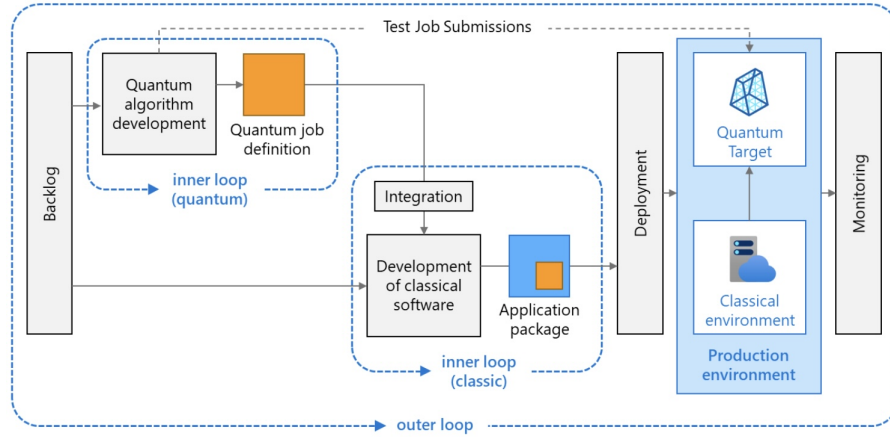 Test Job Submissions
Backlog
Quantum
algorithm
development
Quantum job
definition
inner loop
(quantum)
Integration
Development
of classical
software
Application
package
inner loop
(classic)
Deployment
Quantum
Target
Classical
environment
Production
environment
Monitoring
outer loop